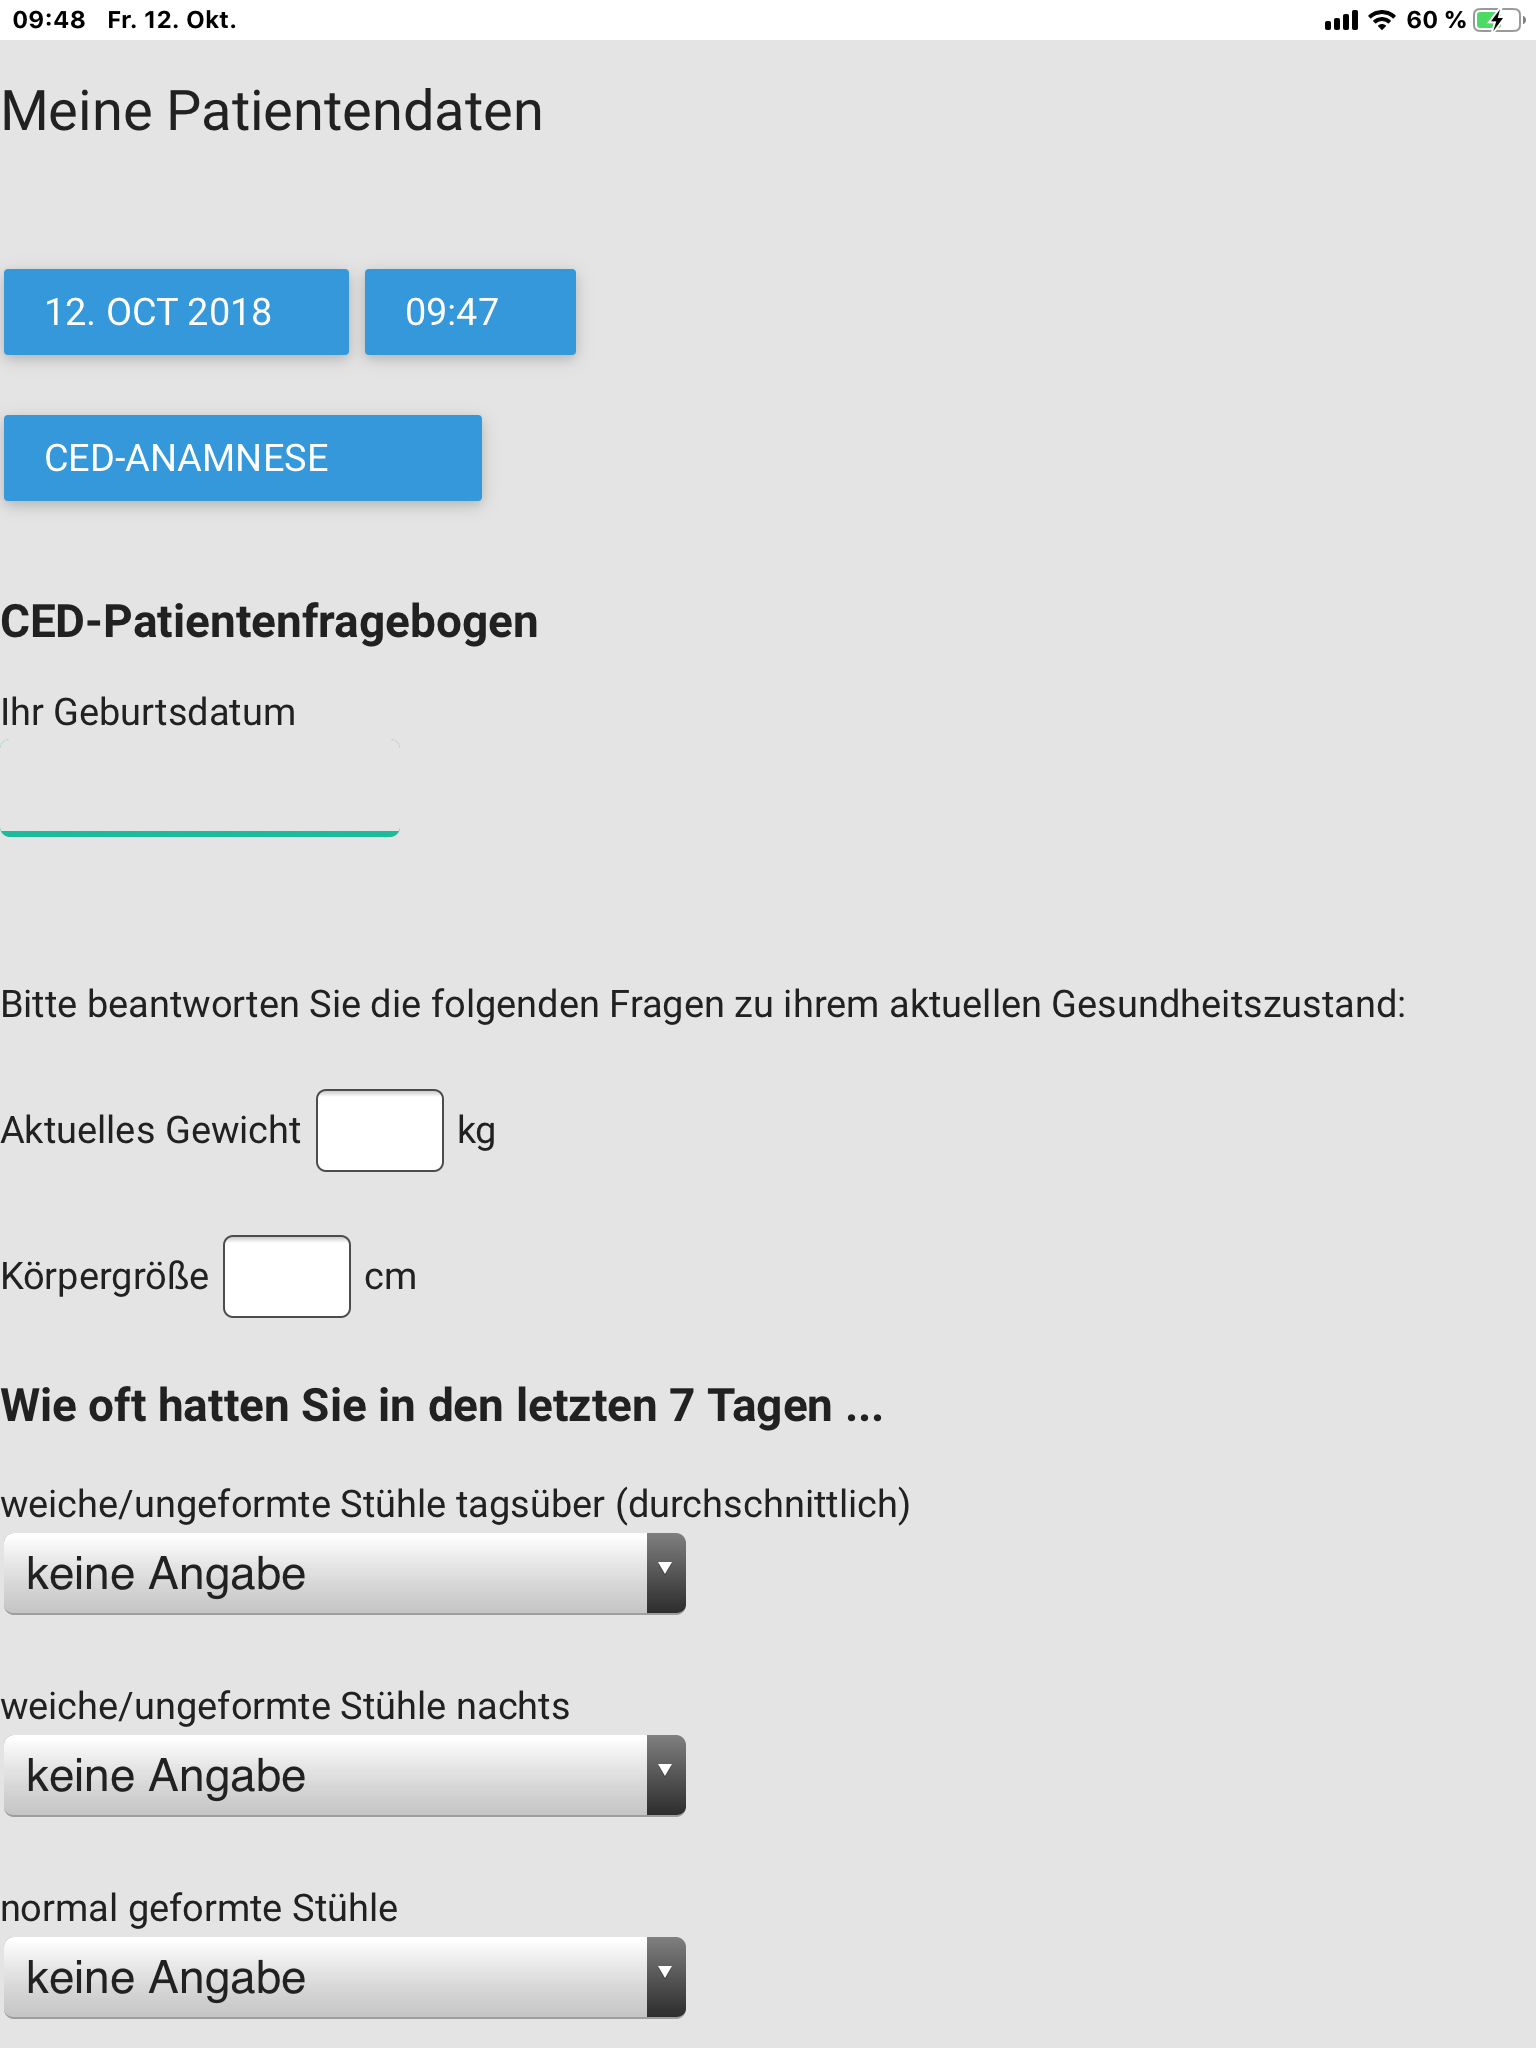 09:48 Fr. 12. Okt. 60 %
Meine Patientendaten
12. OCT 2018 09:47
CED-ANAMNESE
CED-Patientenfragebogen
Ihr Geburtsdatum
Bitte beantworten Sie die folgenden Fragen zu ihrem aktuellen Gesundheitszustand:
Aktuelles Gewicht kg
Körpergröße cm
Wie oft hatten Sie in den letzten 7 Tagen ...
weiche/ungeformte Stühle tagsüber (durchschnittlich)
keine Angabe
weiche/ungeformte Stühle nachts
keine Angabe
normal geformte Stühle
keine Angabe